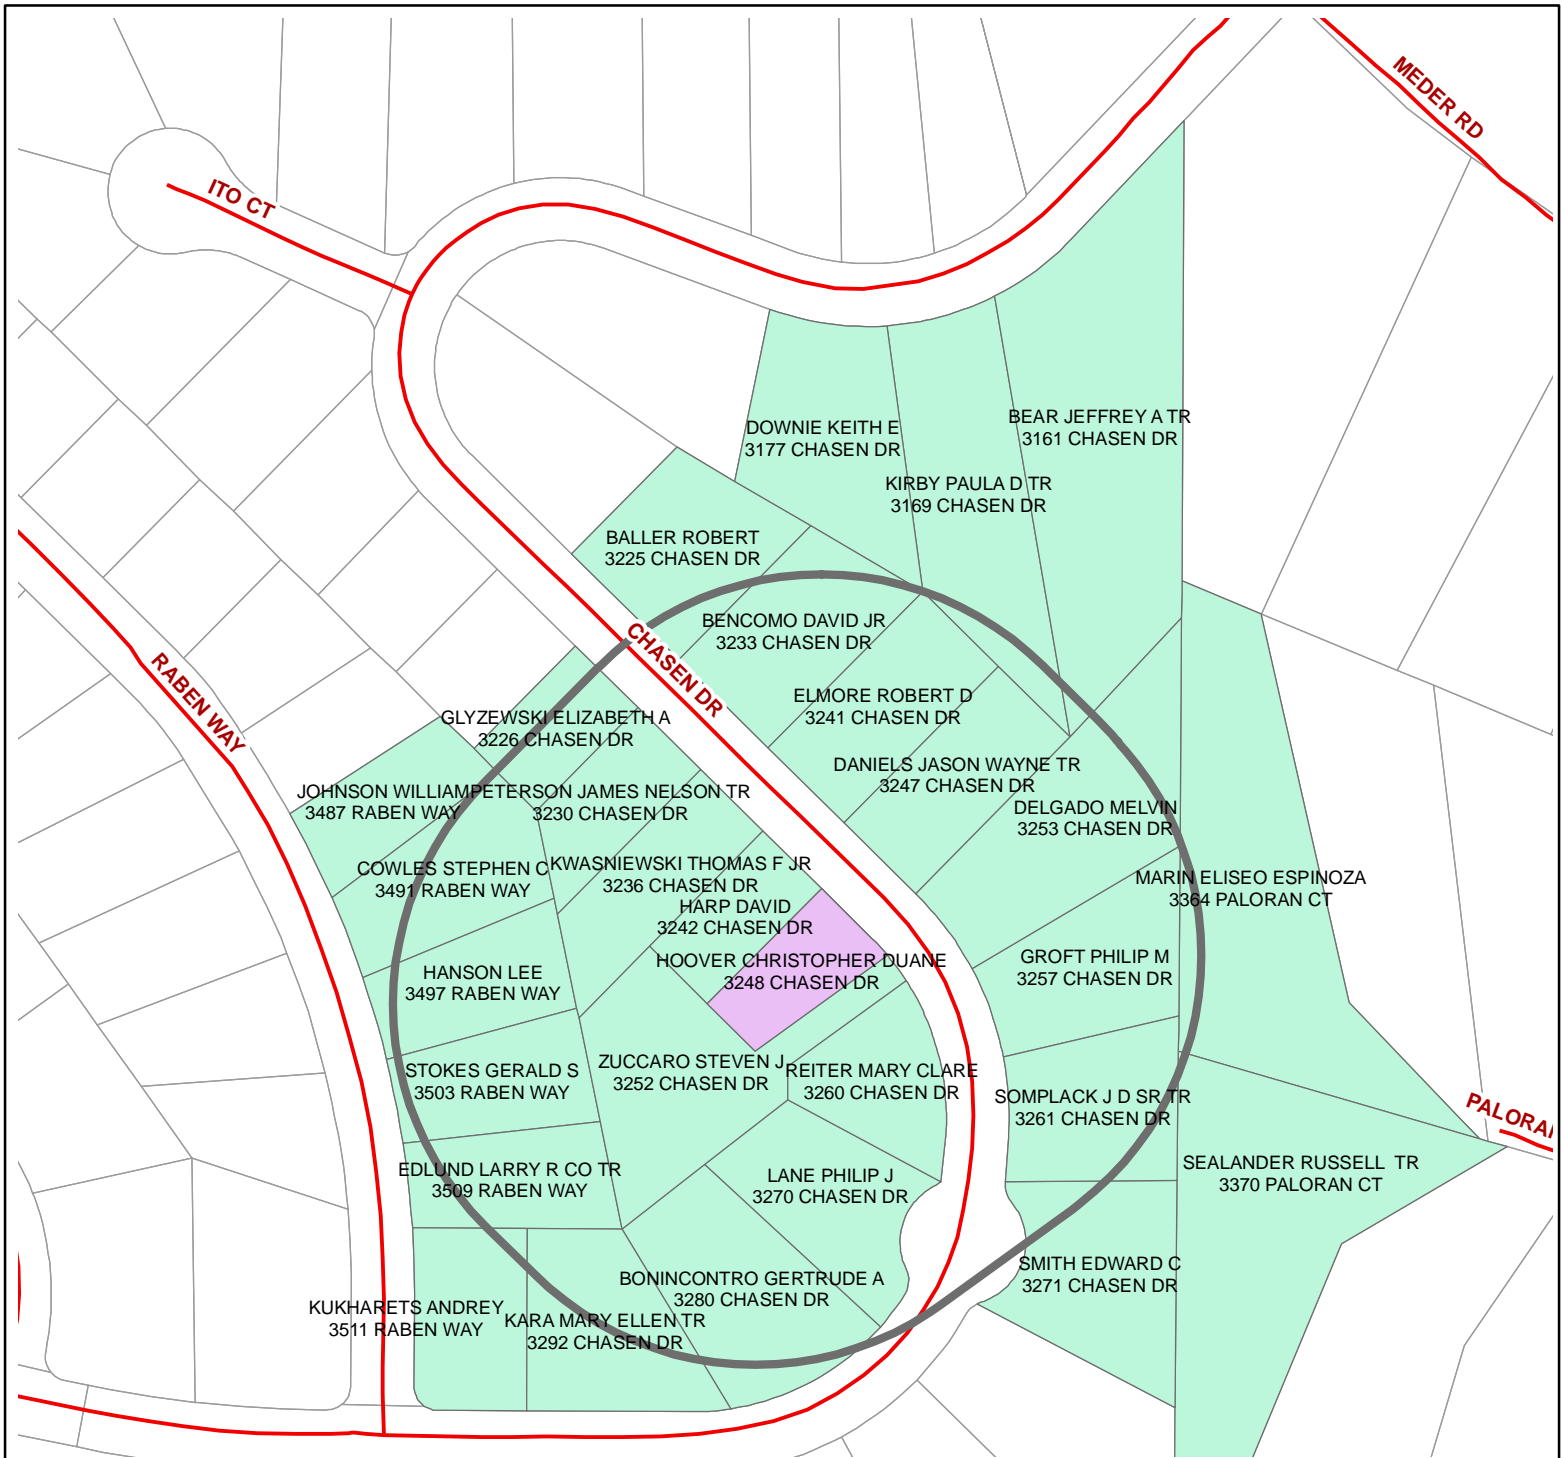 MEDER RD
ITO CT
BEAR JEFFREY A TR
3161 CHASEN DR
DOWNIE KEITH E
3177 CHASEN DR
KIRBY PAULA D TR
3169 CHASEN DR
BALLER ROBERT
3225 CHASEN DR
BENCOMO DAVID JR
3233 CHASEN DR
CHASEN DR
RABEN WAY
ELMORE ROBERT D
3241 CHASEN DR
GLYZEWSKI ELIZABETH A
3226 CHASEN DR
DANIELS JASON WAYNE TR
3247 CHASEN DR
JOHNSON WILLIAM
3487 RABEN WAY
PETERSON JAMES NELSON TR
3230 CHASEN DR
DELGADO MELVIN
3253 CHASEN DR
COWLES STEPHEN C
3491 RABEN WAY
KWASNIEWSKI THOMAS F JR
3236 CHASEN DR
MARIN ELISEO ESPINOZA
3364 PALORAN CT
HARP DAVID
3242 CHASEN DR
HOOVER CHRISTOPHER DUANE
3248 CHASEN DR
GROFT PHILIP M
3257 CHASEN DR
HANSON LEE
3497 RABEN WAY
ZUCCARO STEVEN J
3252 CHASEN DR
STOKES GERALD S
3503 RABEN WAY
REITER MARY CLARE
3260 CHASEN DR
SOMPLACK J D SR TR
3261 CHASEN DR
PALORAN
SEALANDER RUSSELL TR
3370 PALORAN CT
EDLUND LARRY R CO TR
3509 RABEN WAY
LANE PHILIP J
3270 CHASEN DR
SMITH EDWARD C
3271 CHASEN DR
BONINCONTRO GERTRUDE A
3280 CHASEN DR
KUKHARETS ANDREY
3511 RABEN WAY
KARA MARY ELLEN TR
3292 CHASEN DR